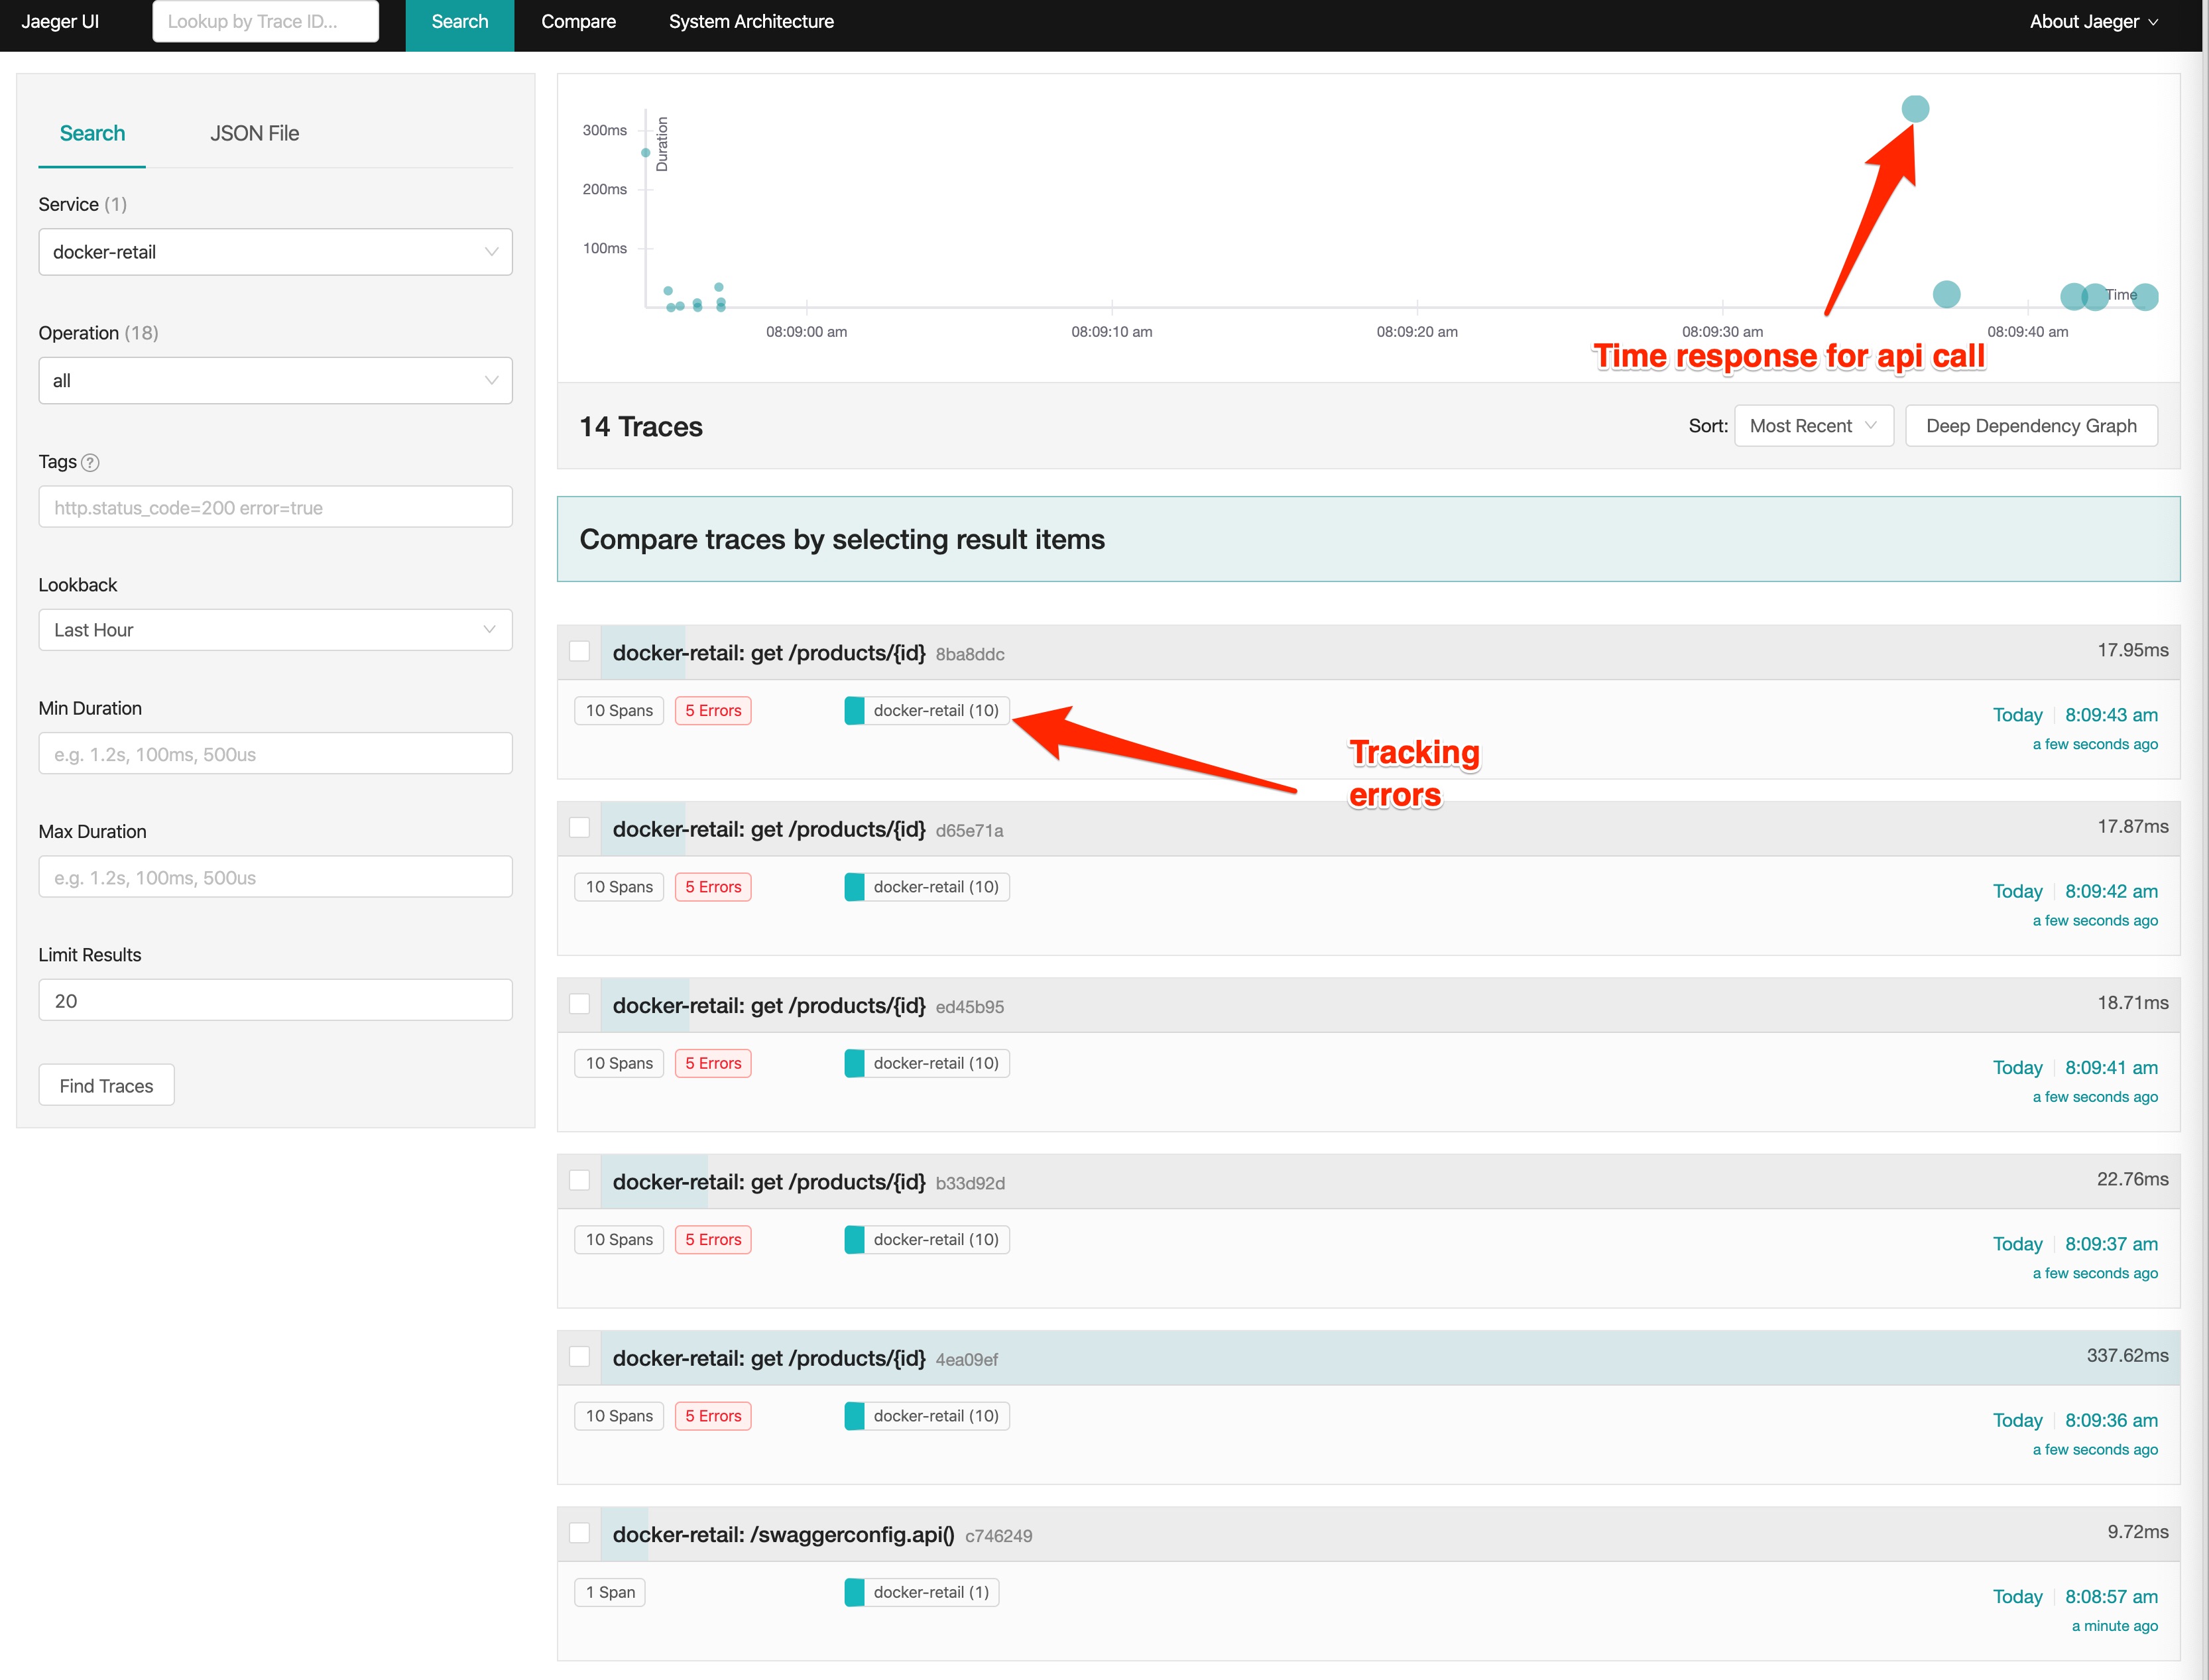 Jaeger UI
Lookup by Trace ID...
Search
Compare
System Architecture
About Jaeger
Search
JSON File
Service (1)
docker-retail
Operation (18)
all
Tags ?
http.status_code=200 error=true
Lookback
Last Hour
Min Duration
e.g. 1.2s, 100ms, 500us
Max Duration
e.g. 1.2s, 100ms, 500us
Limit Results
20
Find Traces
300ms
200ms
100ms
Duration
Time
08:09:00 am
08:09:10 am
08:09:20 am
08:09:30 am
08:09:40 am
Time response for api call
14 Traces
Sort: Most Recent
Deep Dependency Graph
Compare traces by selecting result items
docker-retail: get /products/{id} 8ba8ddc
17.95ms
10 Spans
5 Errors
docker-retail (10)
Today 8:09:43 am
a few seconds ago
Tracking
errors
docker-retail: get /products/{id} d65e71a
17.87ms
10 Spans
5 Errors
docker-retail (10)
Today 8:09:42 am
a few seconds ago
docker-retail: get /products/{id} ed45b95
18.71ms
10 Spans
5 Errors
docker-retail (10)
Today 8:09:41 am
a few seconds ago
docker-retail: get /products/{id} b33d92d
22.76ms
10 Spans
5 Errors
docker-retail (10)
Today 8:09:37 am
a few seconds ago
docker-retail: get /products/{id} 4ea09ef
337.62ms
10 Spans
5 Errors
docker-retail (10)
Today 8:09:36 am
a few seconds ago
docker-retail: /swaggerconfig.api() c746249
9.72ms
1 Span
docker-retail (1)
Today 8:08:57 am
a minute ago